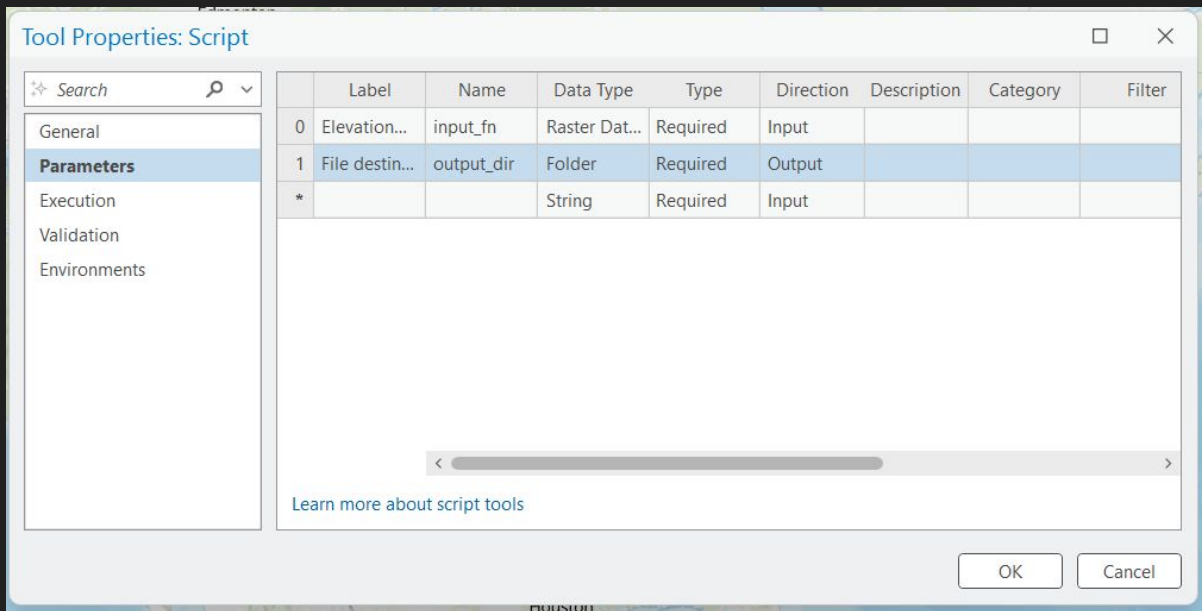 Edmonton
Tool Properties: Script
Search
General
Parameters
Execution
Validation
Environments
Label Name Data Type Type Direction Description Category Filter
0 Elevation... input_fn Raster Dat... Required Input
1 File destin... output_dir Folder Required Output
* String Required Input
Learn more about script tools
OK Cancel
Houston